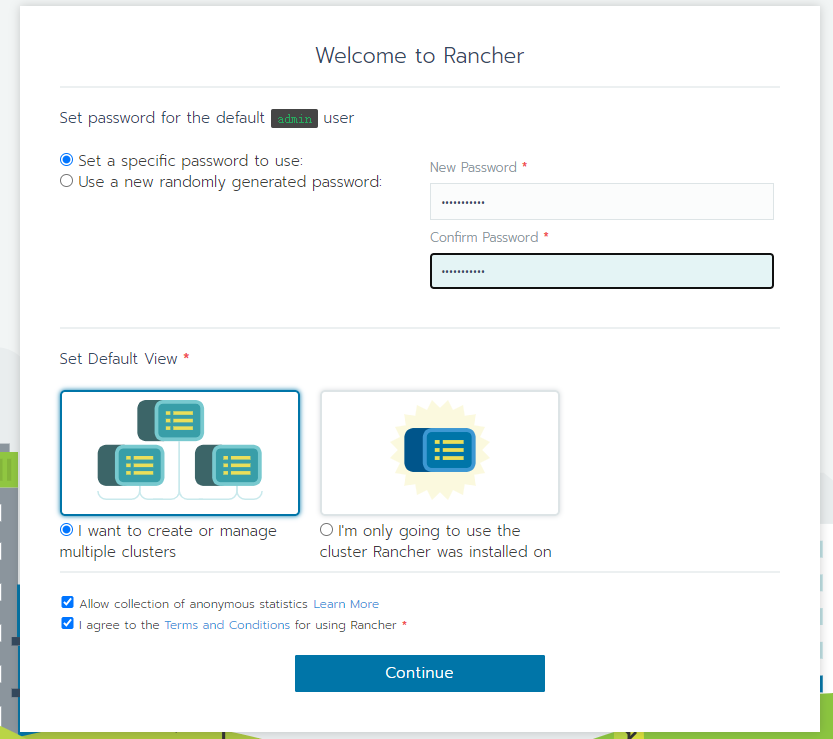 Welcome to Rancher
Set password for the default admin user
Set a specific password to use:
Use a new randomly generated password:
New Password *
•••••••••••
Confirm Password *
•••••••••••
Set Default View *
I want to create or manage
multiple clusters
I'm only going to use the
cluster Rancher was installed on
Allow collection of anonymous statistics Learn More
I agree to the Terms and Conditions for using Rancher *
Continue